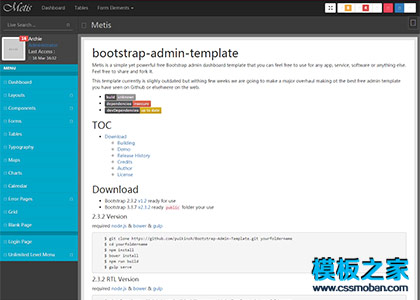 Metis
Dashboard
Tables
Form Elements
Live Search ...
Metis
Archie
Administrator
Last Access :
16 Mar 16:02
MENU
Dashboard
Layouts
Components
Forms
Tables
Typography
Maps
Charts
Calendar
Error Pages
Grid
Blank Page
Login Page
Unlimited Level Menu
bootstrap-admin-template
Metis is a simple yet powerful free Bootstrap admin dashboard template that you can feel free to use for any app, service, software or anything else.
Feel free to share and fork it.
This template currently is slighly outdated but withing few weeks we are going to make a major overhaul making ot the best free admin template
you have seen on Github or elsehwere on the web.
build unknown
dependencies insecure
devDependencies out of date
TOC
Download
Building
Demo
Release History
Credits
Author
License
Download
Bootstrap 2.3.2 v1.2 ready for use
Bootstrap 3.3.7 v2.3.2 ready public folder your use
2.3.2 Version
required node.js & bower & gulp
$ git clone https://github.com/puikinsh/Bootstrap-Admin-Template.git yourfoldername
$ cd yourfoldername
$ npm install
$ bower install
$ npm run build
$ gulp serve
2.3.2 RTL Version
required node.js & bower & gulp
模板之家
www.cssmoban.com